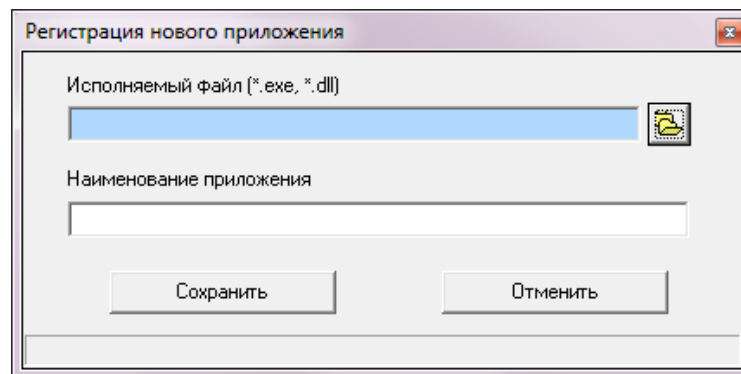 Регистрация нового приложения
Исполняемый файл (*.exe, *.dll)
Наименование приложения
Сохранить Отменить